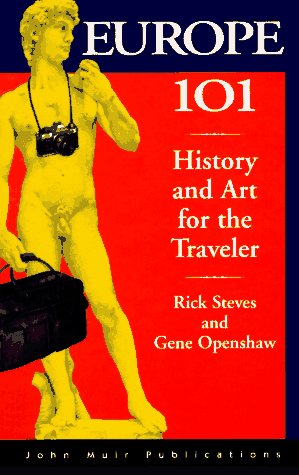 EUROPE
101
History
and Art
for the
Traveler
Rick Steves
and
Gene Openshaw
John Muir Publications